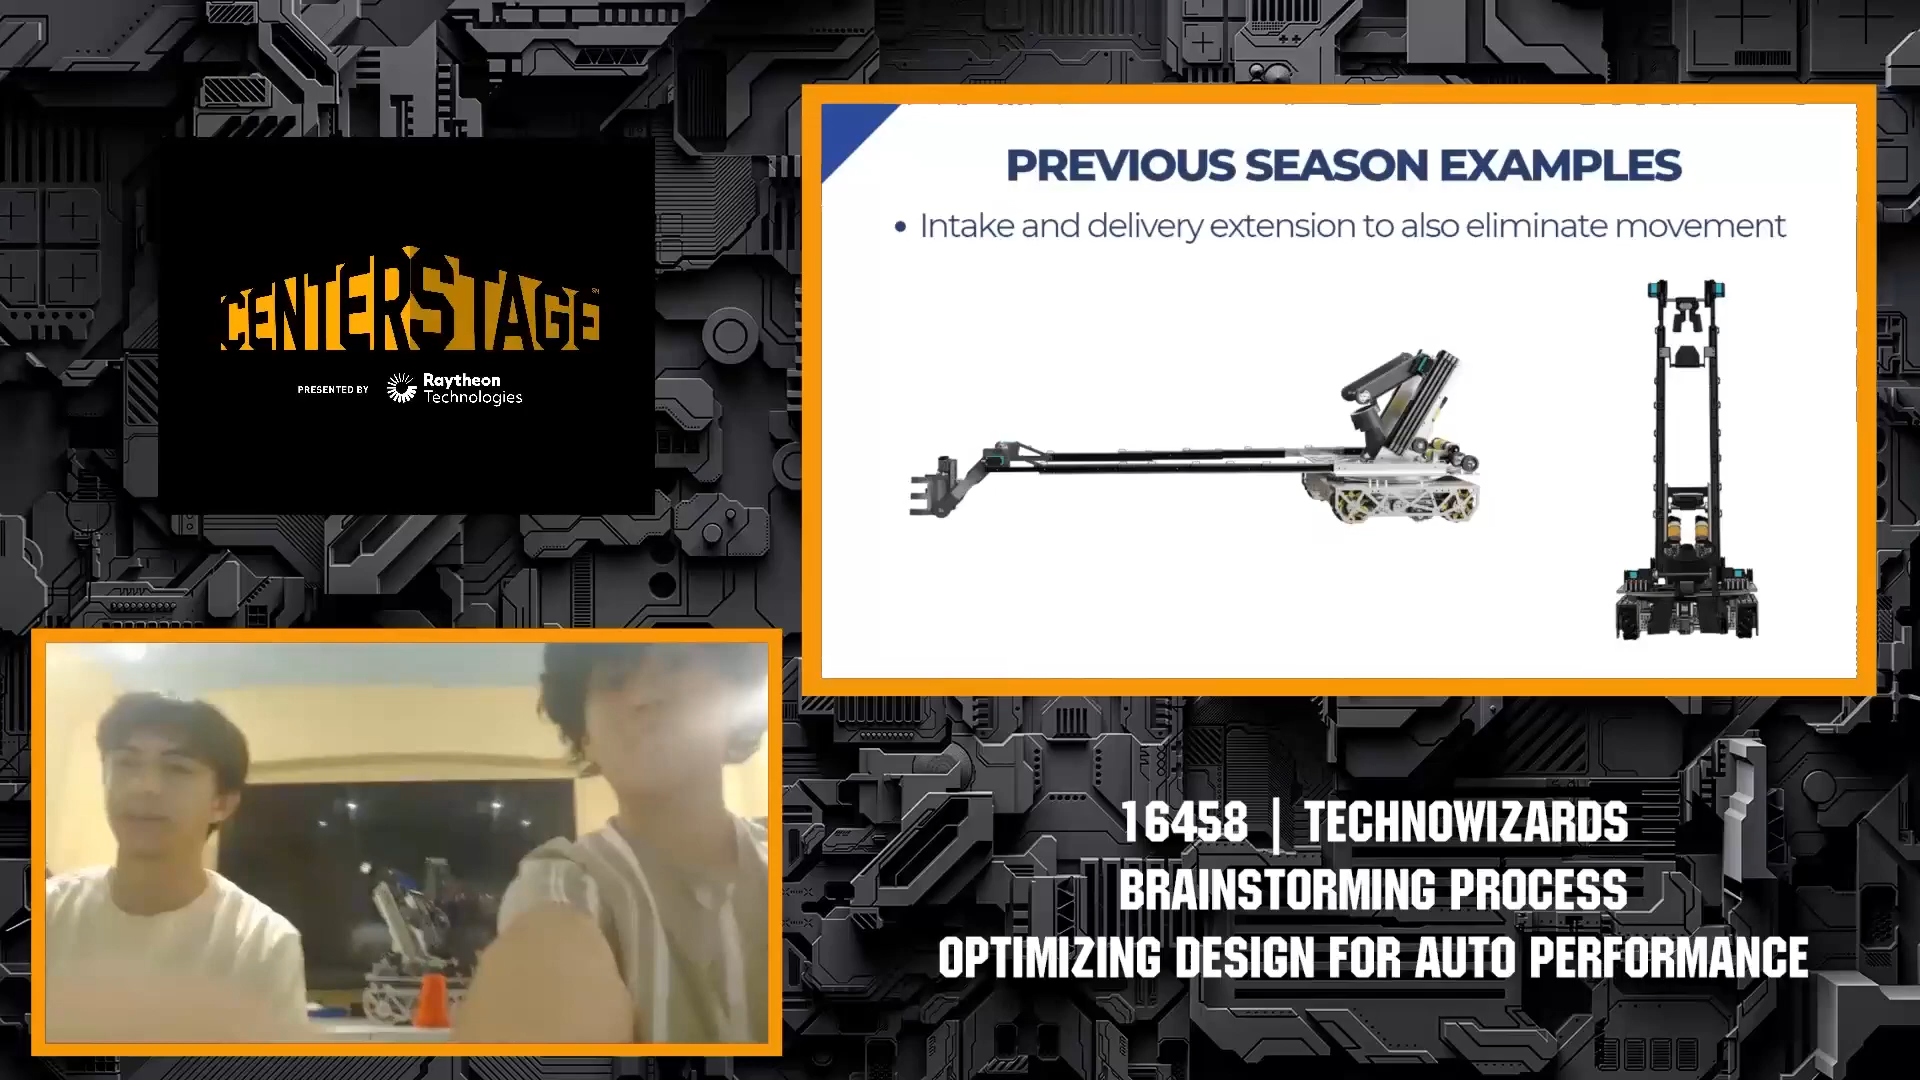 CENTERSTAGE
SM
PRESENTED BY
Raytheon
Technologies
PREVIOUS SEASON EXAMPLES
• Intake and delivery extension to also eliminate movement
16458 | TECHNOWIZARDS
BRAINSTORMING PROCESS
OPTIMIZING DESIGN FOR AUTO PERFORMANCE